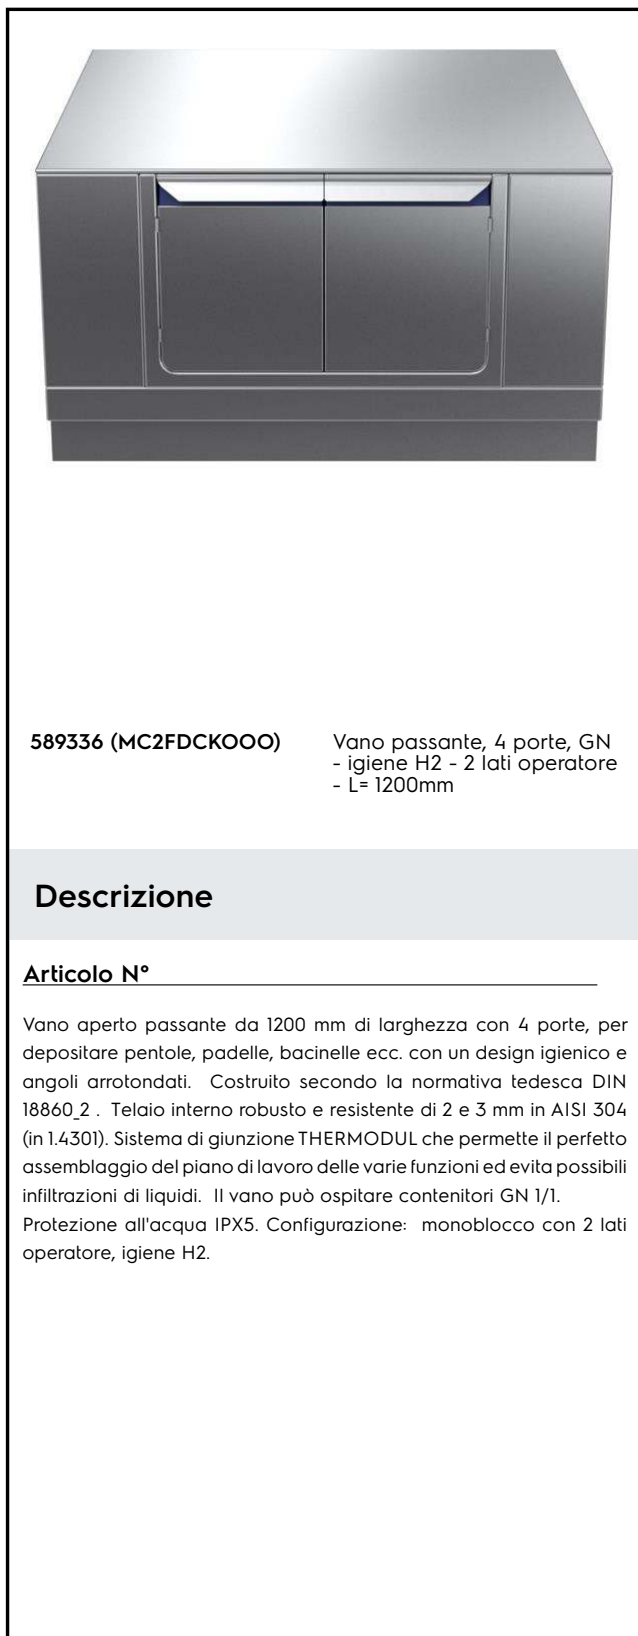 589336 (MC2FDCKOOO)
Vano passante, 4 porte, GN
- igiene H2 - 2 lati operatore
- L= 1200mm
Descrizione
Articolo N°
Vano aperto passante da 1200 mm di larghezza con 4 porte, per
depositare pentole, padelle, bacinelle ecc. con un design igienico e
angoli arrotondati. Costruito secondo la normativa tedesca DIN
18860_2 . Telaio interno robusto e resistente di 2 e 3 mm in AISI 304
(in 1.4301). Sistema di giunzione THERMODUL che permette il perfetto
assemblaggio del piano di lavoro delle varie funzioni ed evita possibili
infiltrazioni di liquidi. Il vano può ospitare contenitori GN 1/1.
Protezione all'acqua IPX5. Configurazione: monoblocco con 2 lati
operatore, igiene H2.